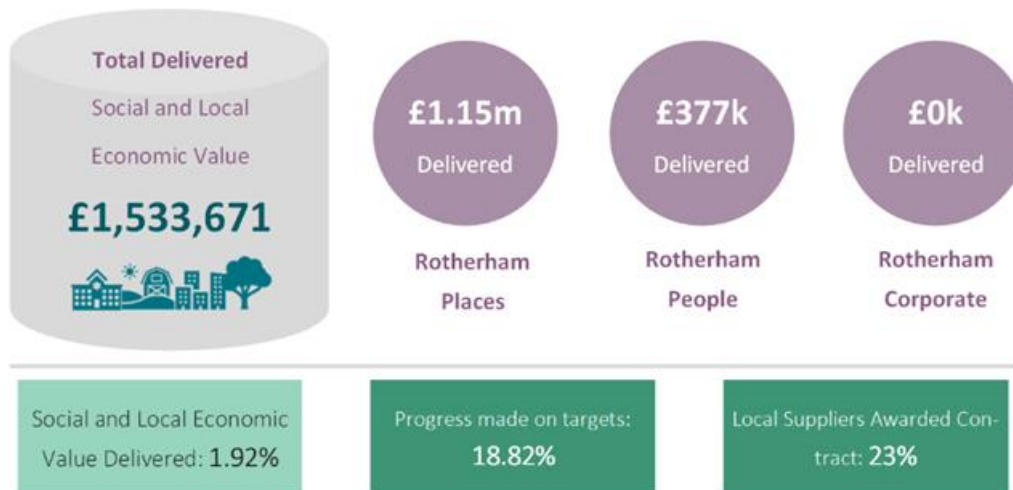 Total Delivered
Social and Local
Economic Value
£1,533,671
£1.15m
Delivered
Rotherham
Places
£377k
Delivered
Rotherham
People
£0k
Delivered
Rotherham
Corporate
Social and Local Economic
Value Delivered: 1.92%
Progress made on targets:
18.82%
Local Suppliers Awarded Con-
tract: 23%